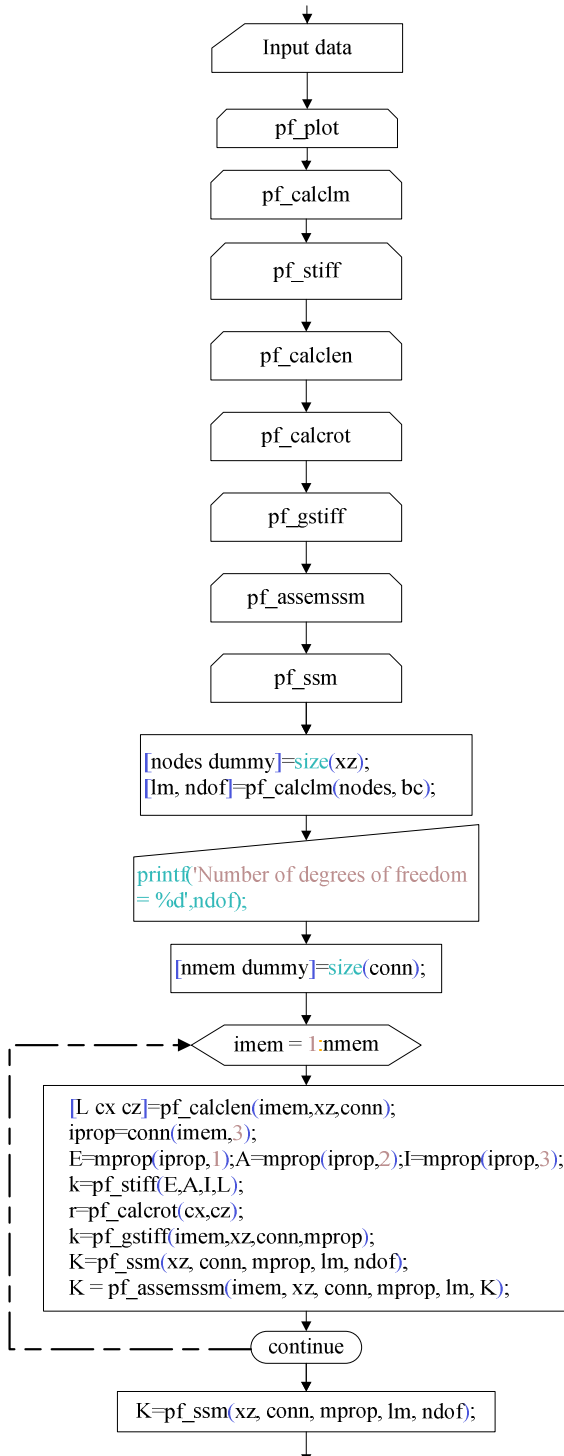 Input data
pf_plot
pf_calclm
pf_stiff
pf_calclen
pf_calcrot
pf_gstiff
pf_assemssm
pf_ssm
[nodes dummy]=size(xz);
[lm, ndof]=pf_calclm(nodes, bc);
printf('Number of degrees of freedom
= %d',ndof);
[nmem dummy]=size(conn);
imem = 1:nmem
[L cx cz]=pf_calclen(imem,xz,conn);
iprop=conn(imem,3);
E=mprop(iprop,1);A=mprop(iprop,2);I=mprop(iprop,3);
k=pf_stiff(E,A,I,L);
r=pf_calcrot(cx,cz);
k=pf_gstiff(imem,xz,conn,mprop);
K=pf_ssm(xz, conn, mprop, lm, ndof);
K = pf_assemssm(imem, xz, conn, mprop, lm, K);
continue
K=pf_ssm(xz, conn, mprop, lm, ndof);